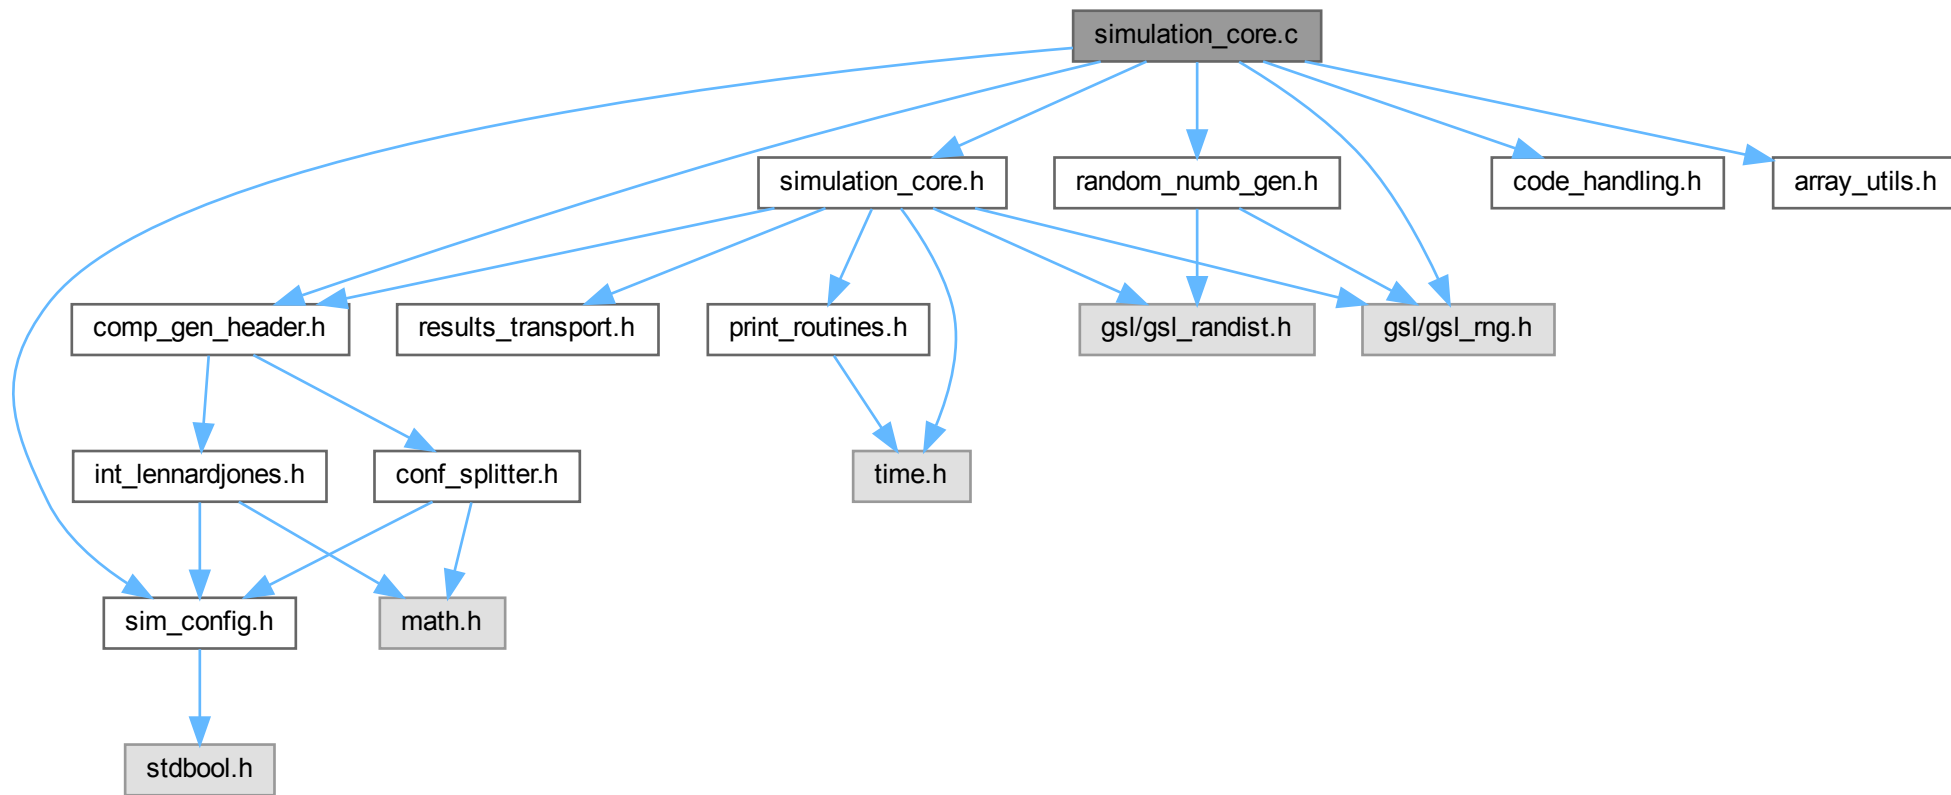 simulation_core.c
simulation_core.h
random_numb_gen.h
code_handling.h
array_utils.h
comp_gen_header.h
results_transport.h
print_routines.h
gsl/gsl_randist.h
gsl/gsl_rng.h
int_lennardjones.h
conf_splitter.h
time.h
sim_config.h
math.h
stdbool.h